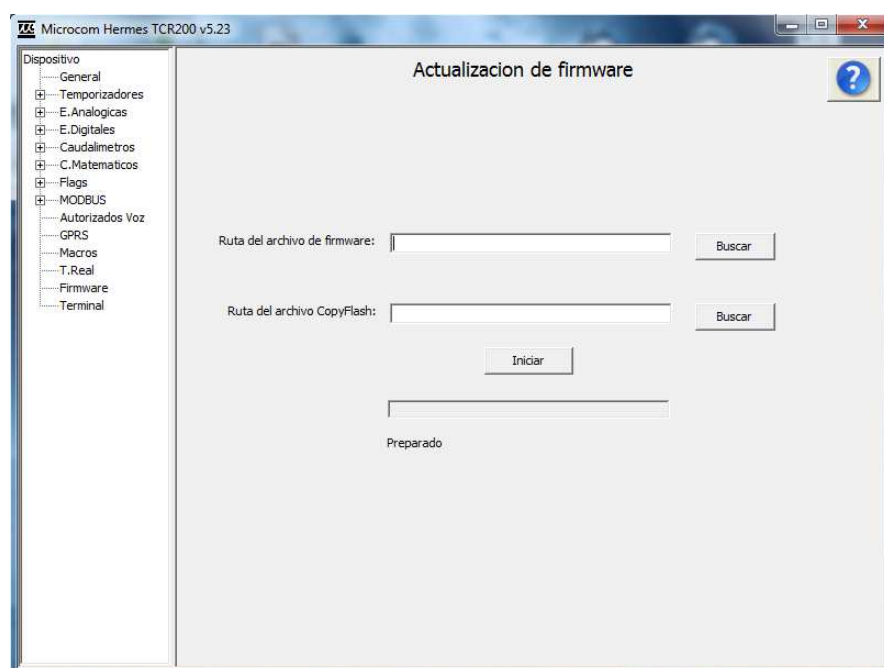 Microcom Hermes TCR200 v5.23
Dispositivo
General
Temporizadores
E.Analogicas
E.Digitales
Caudalimetros
C.Matematicos
Flags
MODBUS
Autorizados Voz
GPRS
Macros
T.Real
Firmware
Terminal
Actualizacion de firmware
?
Ruta del archivo de firmware:
Buscar
Ruta del archivo CopyFlash:
Buscar
Iniciar
Preparado